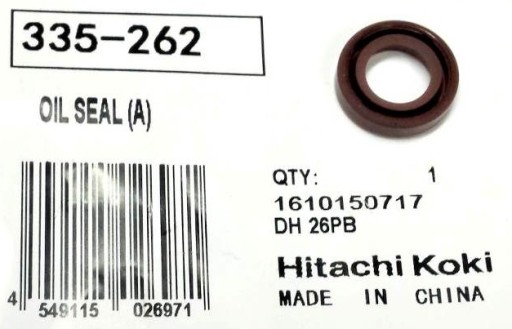 335-262
OIL SEAL (A)
QTY: 1
1610150717
DH 26PB
Hitachi Koki
MADE IN CHINA
4 549115 026971